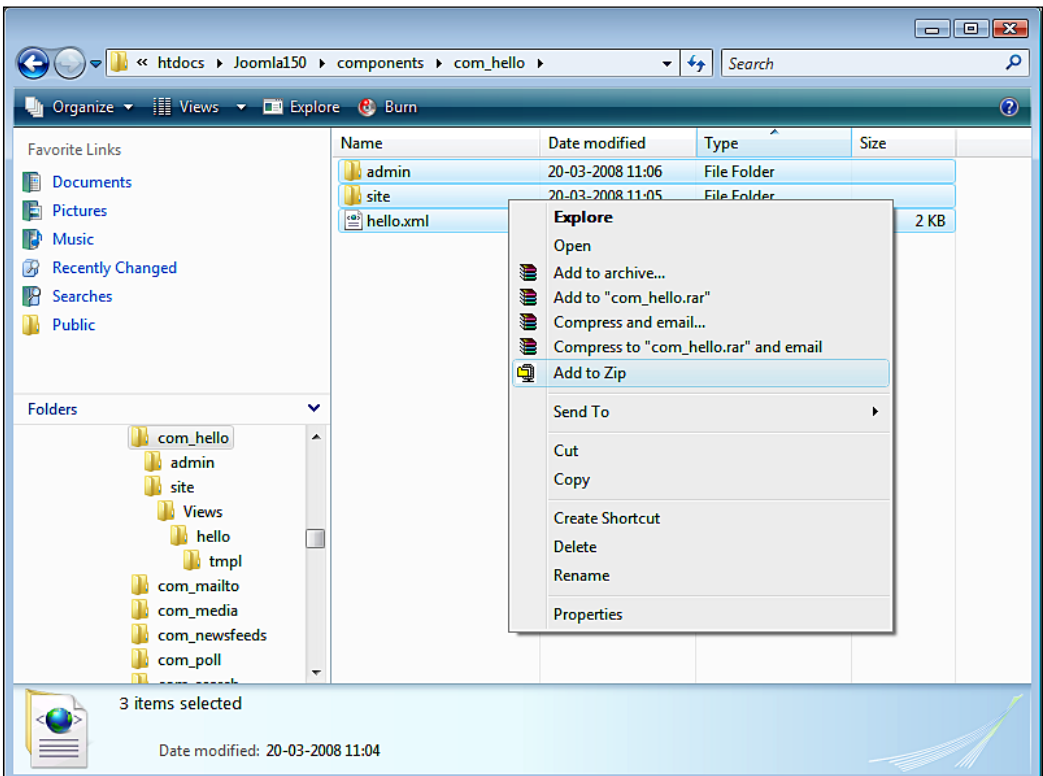 « htdocs Joomla150 components com_hello Search
Organize Views Explore Burn
Favorite Links
Documents
Pictures
Music
Recently Changed
Searches
Public
Folders
com_hello
admin
site
Views
hello
tmpl
com_mailto
com_media
com_newsfeeds
com_poll
Name Date modified Type Size
admin 20-03-2008 11:06 File Folder
site 20-03-2008 11:05 File Folder
hello.xml 2 KB
Explore
Open
Add to archive...
Add to "com_hello.rar"
Compress and email...
Compress to "com_hello.rar" and email
Add to Zip
Send To
Cut
Copy
Create Shortcut
Delete
Rename
Properties
3 items selected
Date modified: 20-03-2008 11:04